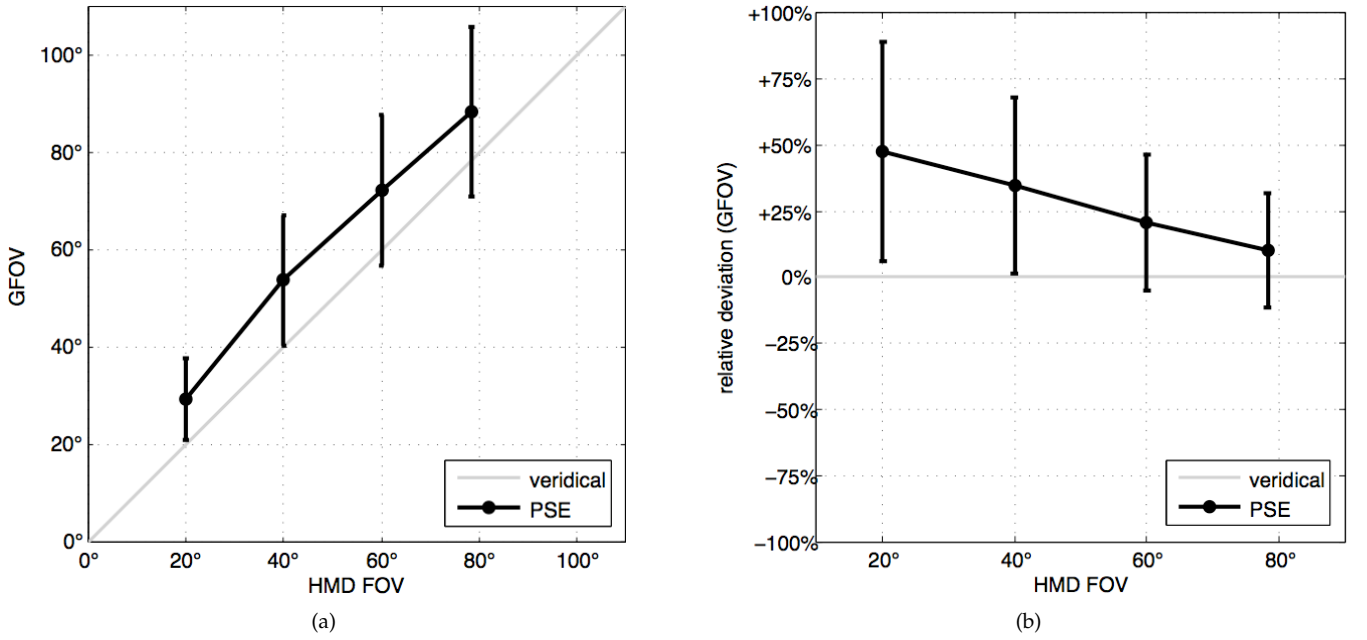 100°
80°
60°
40°
20°
0°
GFOV
0°
20°
40°
60°
80°
100°
HMD FOV
veridical
PSE
(a)
+100%
+75%
+50%
+25%
0%
−25%
−50%
−75%
−100%
relative deviation (GFOV)
20°
40°
60°
80°
HMD FOV
veridical
PSE
(b)